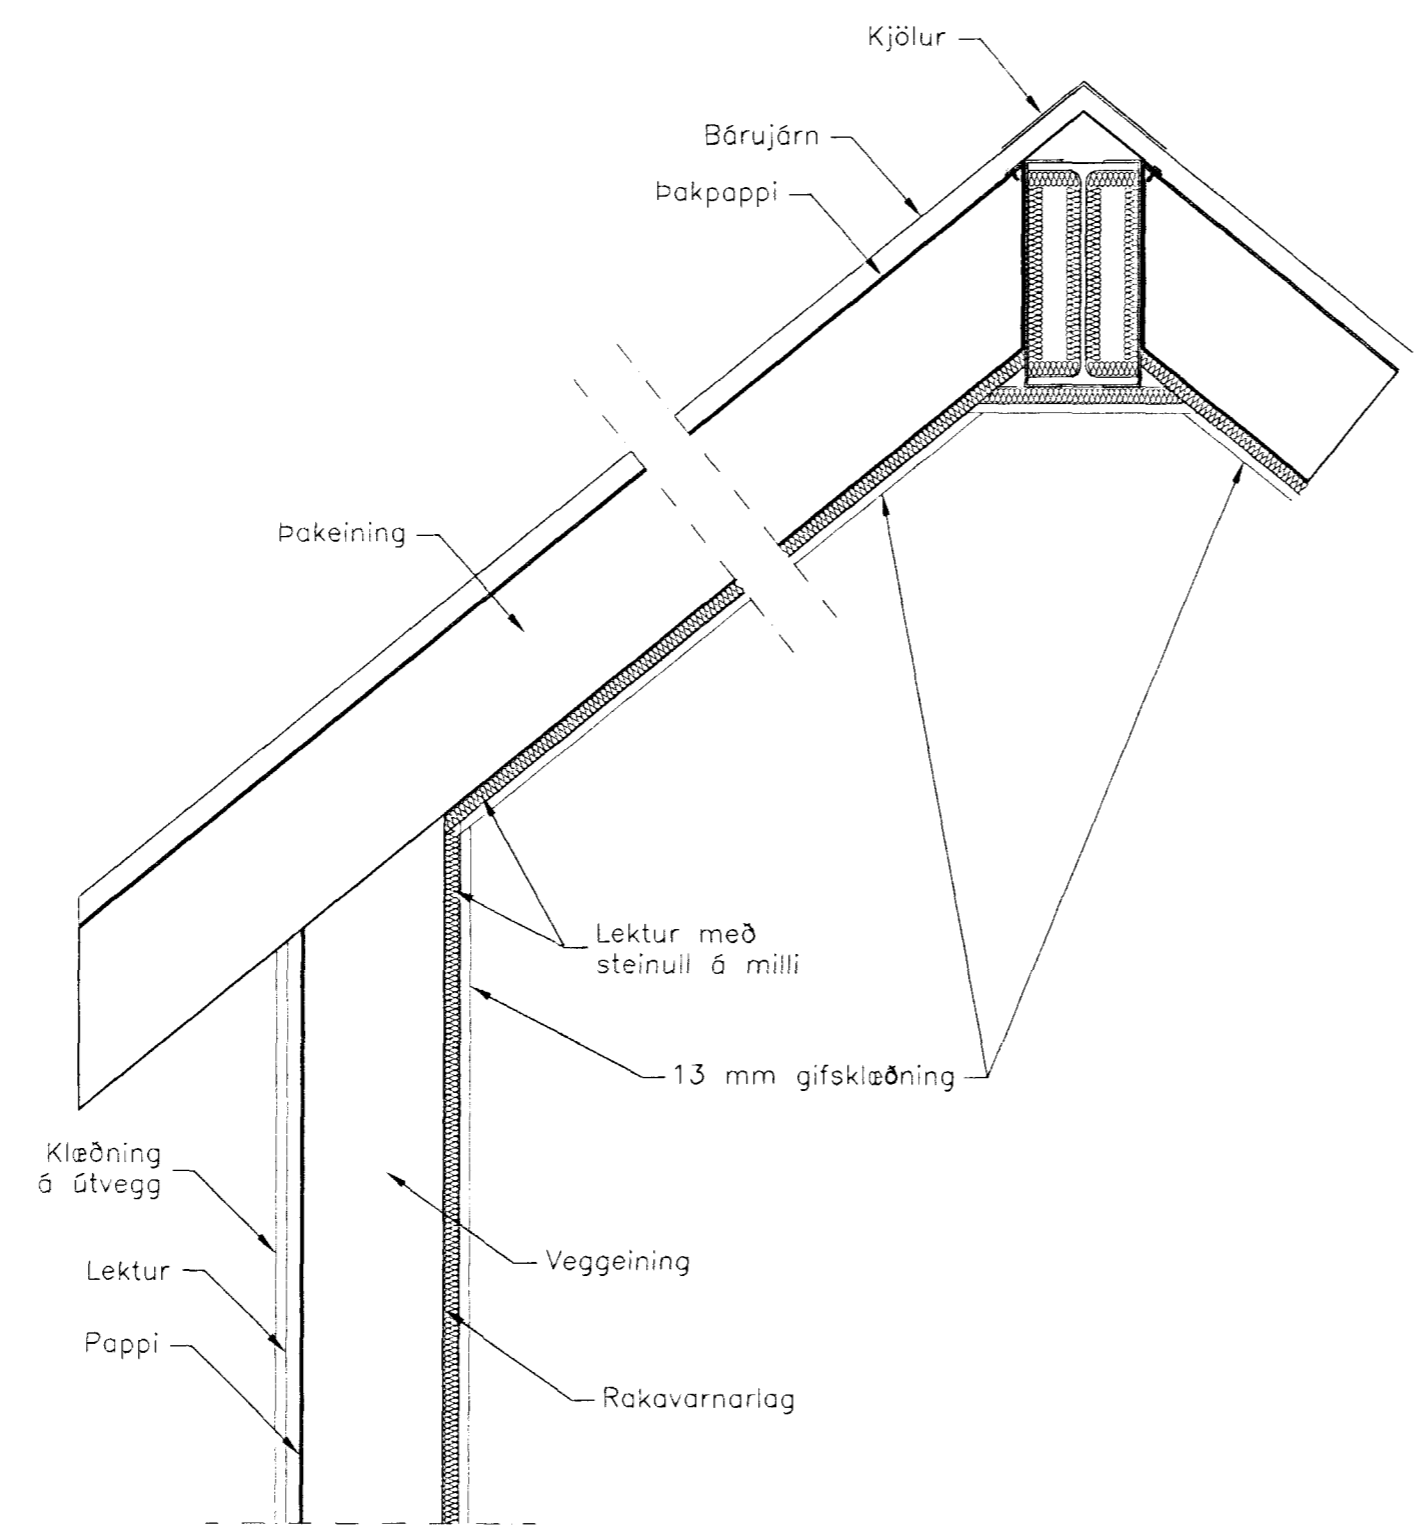 Kjölur
Bárujárn
Þakpappi
Þakeining
Lektur með
steinull á milli
13 mm gifsklæðning
Klæðning
á útvegg
Veggeining
Lektur
Pappi
Rakavarnarlag